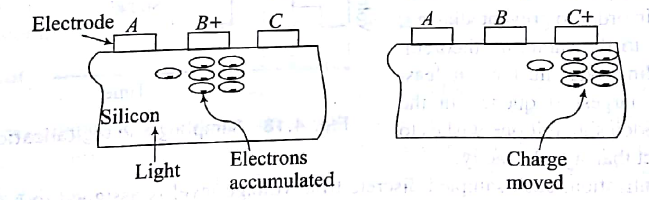 Electrode A B+ C
Silicon
Light
Electrons
accumulated
A B C+
Charge
moved